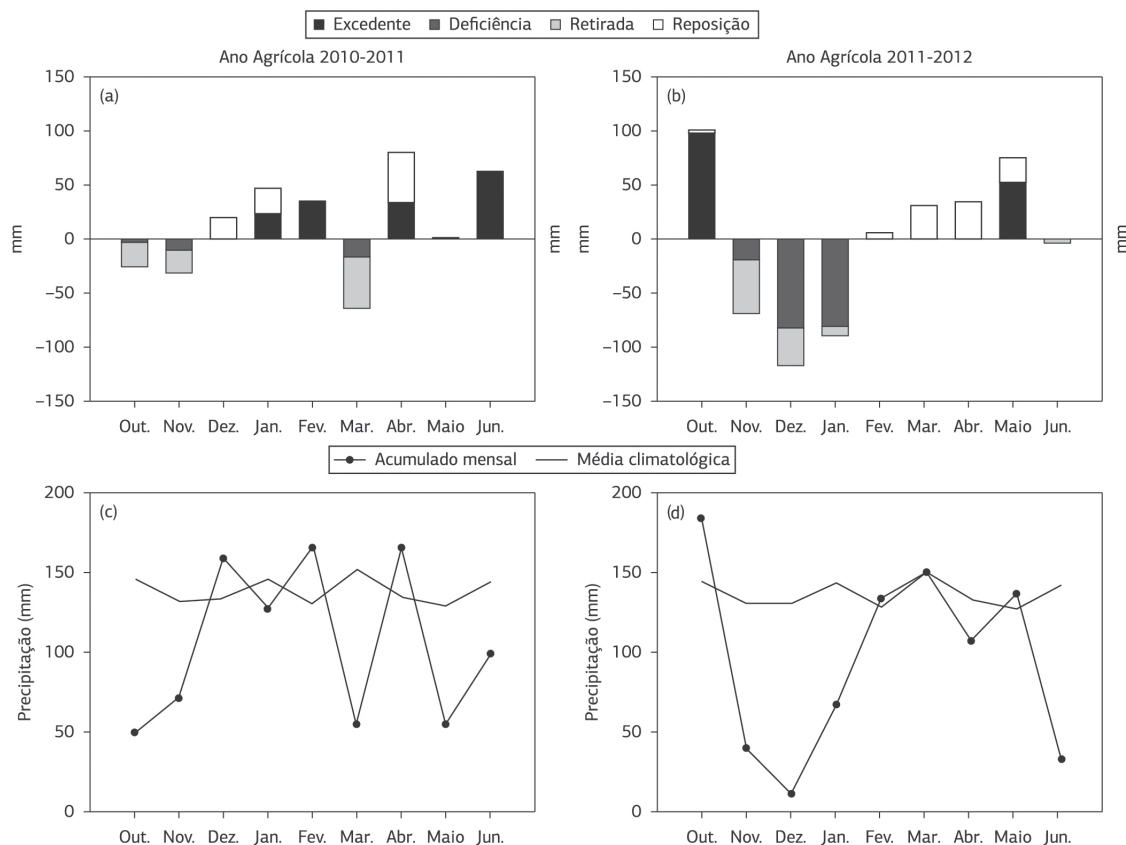 Excedente Deficiência Retirada Reposição
Ano Agrícola 2010-2011
Ano Agrícola 2011-2012
(a)
150
100
50
0
–50
–100
–150
mm
mm
Out. Nov. Dez. Jan. Fev. Mar. Abr. Maio Jun.
(b)
150
100
50
0
–50
–100
–150
mm
mm
Out. Nov. Dez. Jan. Fev. Mar. Abr. Maio Jun.
Acumulado mensal Média climatológica
(c)
200
150
100
50
0
Precipitação (mm)
Out. Nov. Dez. Jan. Fev. Mar. Abr. Maio Jun.
(d)
200
150
100
50
0
Precipitação (mm)
Out. Nov. Dez. Jan. Fev. Mar. Abr. Maio Jun.